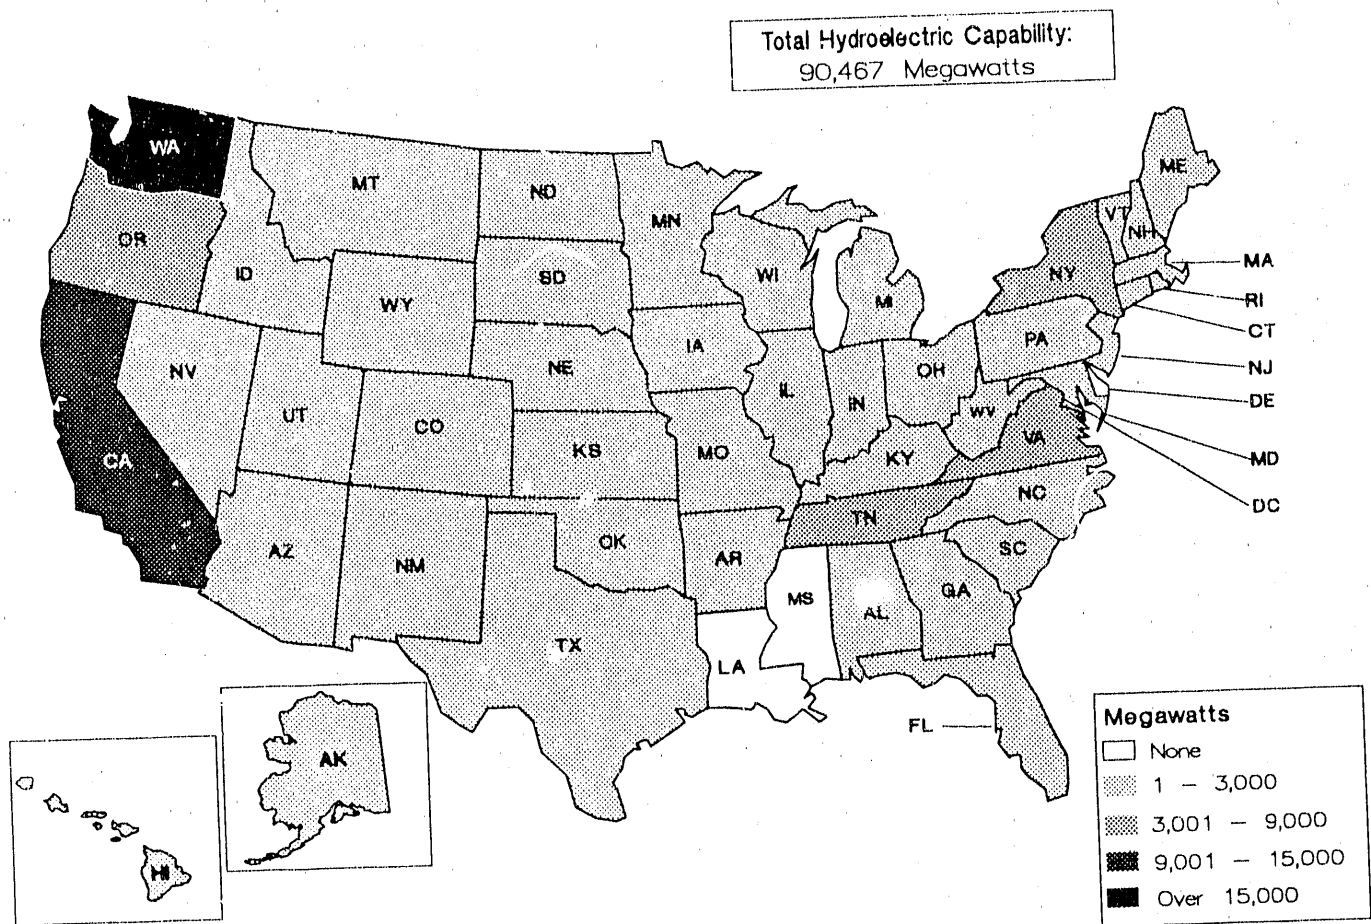 Total Hydroelectric Capability:
90,467 Megawatts
WA
MT
ND
MN
ME
VT
NH
OR
ID
SD
WI
NY
MA
WY
MI
RI
IA
PA
CT
NV
NE
OH
NJ
UT
CO
IL
IN
WV
DE
KS
MO
VA
CA
KY
MD
NC
DC
AZ
NM
OK
TN
AR
SC
MS
AL
GA
TX
LA
FL
AK
HI
Megawatts
None
1 - 3,000
3,001 - 9,000
9,001 - 15,000
Over 15,000